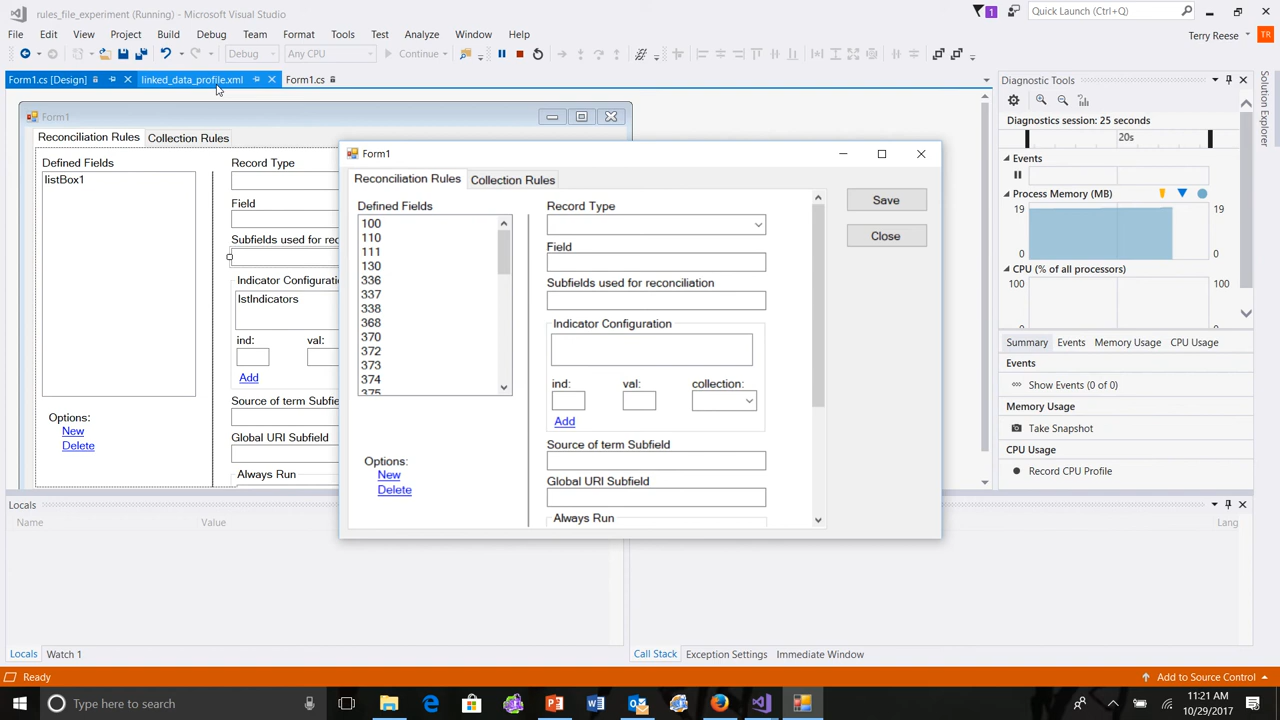 rules_file_experiment (Running) - Microsoft Visual Studio
1
Quick Launch (Ctrl+Q)
File Edit View Project Build Debug Team Format Tools Test Analyze Window Help
Terry Reese
TR
Debug Any CPU Continue
Form1.cs [Design] linked_data_profile.xml Form1.cs
Form1
Reconciliation Rules Collection Rules
Defined Fields
listBox1
Record Type
Field
Subfields used for rec
Indicator Configurati
lstIndicators
ind: val:
Add
Source of term Subfie
Global URI Subfield
Always Run
Options:
New
Delete
Form1
Reconciliation Rules Collection Rules
Defined Fields
100
110
111
130
336
337
338
368
370
372
373
374
375
Options:
New
Delete
Record Type
Field
Subfields used for reconciliation
Indicator Configuration
ind: val: collection:
Add
Source of term Subfield
Global URI Subfield
Always Run
Save
Close
Diagnostic Tools
Diagnostics session: 25 seconds
20s
Events
Process Memory (MB)
19 19
0 0
CPU (% of all processors)
100 100
Summary Events Memory Usage CPU Usage
Events
Show Events (0 of 0)
Memory Usage
Take Snapshot
CPU Usage
Record CPU Profile
Solution Explorer
Locals
Name Value
Lang
Locals Watch 1
Call Stack Exception Settings Immediate Window
Ready
Add to Source Control
Type here to search
11:21 AM
10/29/2017